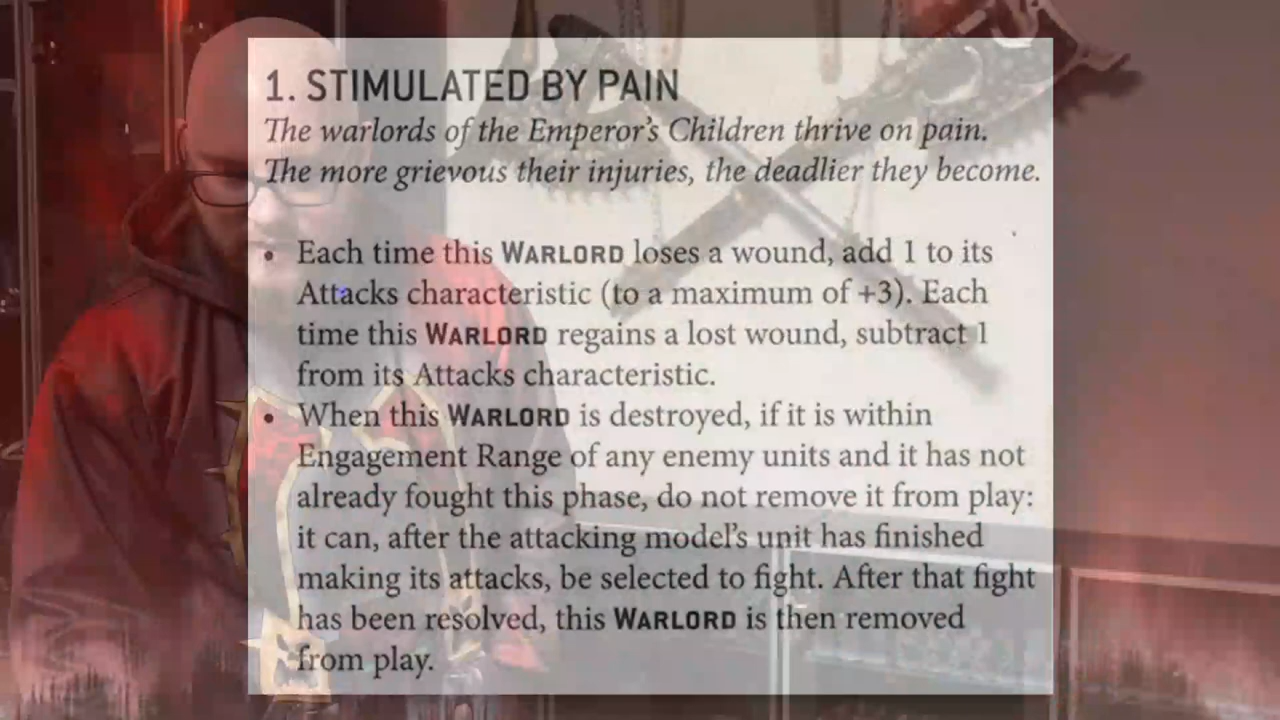 1. STIMULATED BY PAIN
The warlords of the Emperor's Children thrive on pain.
The more grievous their injuries, the deadlier they become.
• Each time this WARLORD loses a wound, add 1 to its
Attacks characteristic (to a maximum of +3). Each
time this WARLORD regains a lost wound, subtract 1
from its Attacks characteristic.
• When this WARLORD is destroyed, if it is within
Engagement Range of any enemy units and it has not
already fought this phase, do not remove it from play:
it can, after the attacking model's unit has finished
making its attacks, be selected to fight. After that fight
has been resolved, this WARLORD is then removed
from play.